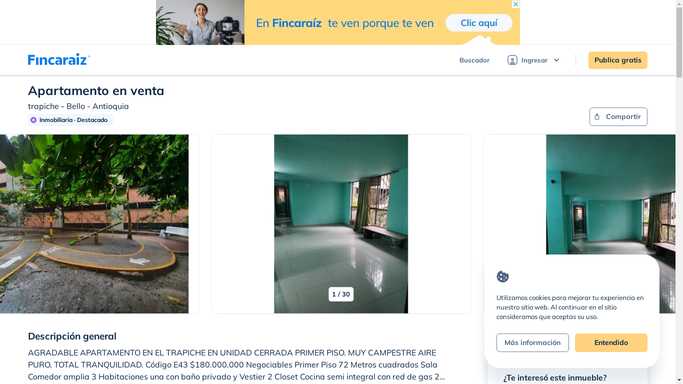 En Fincaraíz te ven porque te ven
Clic aquí
Fincaraiz
Buscador
Ingresar
Publica gratis
Apartamento en venta
trapiche - Bello - Antioquia
Inmobiliaria · Destacado
Compartir
1 / 30
Utilizamos cookies para mejorar tu experiencia en
nuestro sitio web. Al continuar en el sitio
consideramos que aceptas su uso.
Más información
Entendido
Descripción general
AGRADABLE APARTAMENTO EN EL TRAPICHE EN UNIDAD CERRADA PRIMER PISO. MUY CAMPESTRE AIRE
PURO. TOTAL TRANQUILIDAD. Código E43 $180.000.000 Negociables Primer Piso 72 Metros cuadrados Sala
Comedor amplia 3 Habitaciones una con baño privado y Vestier 2 Closet Cocina semi integral con red de gas 2...
¿Te interesó este inmueble?